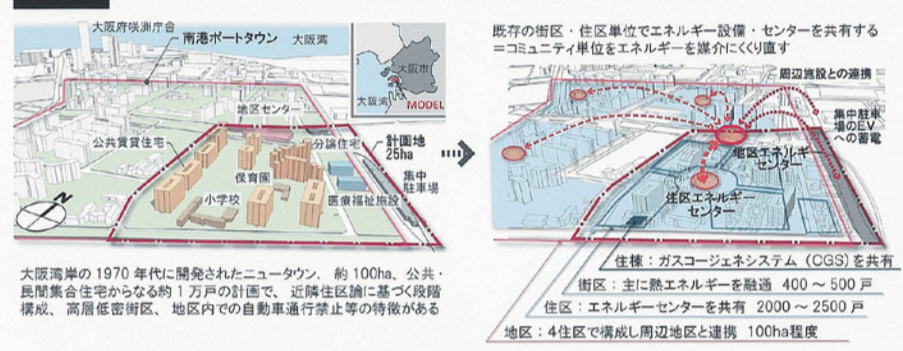 大阪府咲洲庁舎
南港ポートタウン
大阪湾
大阪市
大阪湾
MODEL
地区センター
公共賃貸住宅
分譲住宅
計画地
25ha
集中
駐車場
保育園
小学校
医療福祉施設
N
大阪湾岸の1970年代に開発されたニュータウン．約100ha、公共・
民間集合住宅からなる約1万戸の計画で、近隣住区論に基づく段階
構成、高層低密街区、地区内での自動車通行禁止等の特徴がある
既存の街区・住区単位でエネルギー設備・センターを共有する
＝コミュニティ単位をエネルギーを媒介にくくり直す
周辺施設との連携
集中駐車
場のEV
への蓄電
地区エネルギー
センター
住区エネルギー
センター
住棟：ガスコージェネシステム（CGS）を共有
街区：主に熱エネルギーを融通 400～500戸
住区：エネルギーセンターを共有 2000～2500戸
地区：4住区で構成し周辺地区と連携 100ha程度